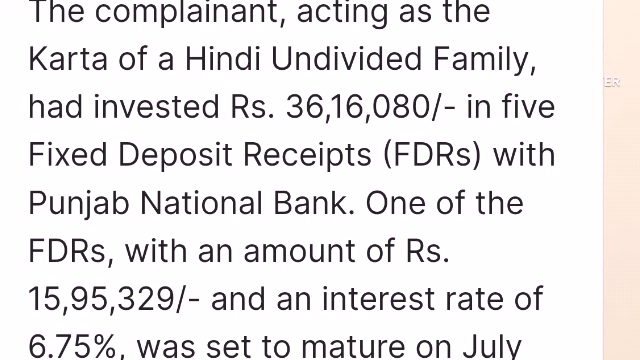 The complainant, acting as the
Karta of a Hindi Undivided Family,
had invested Rs. 36,16,080/- in five
Fixed Deposit Receipts (FDRs) with
Punjab National Bank. One of the
FDRs, with an amount of Rs.
15,95,329/- and an interest rate of
6.75%, was set to mature on July
ER